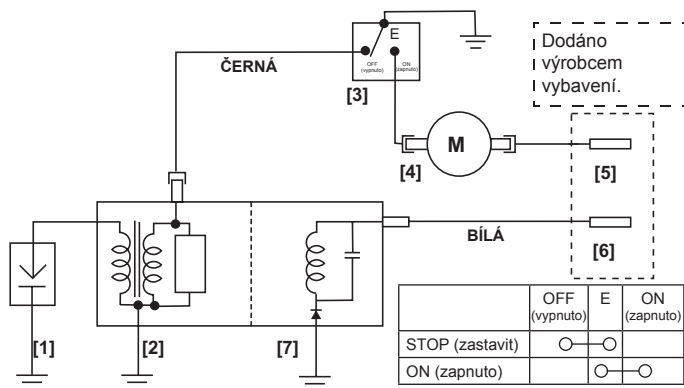 E
OFF
(vypnuto)
ON
(zapnuto)
[3]
ČERNÁ
Dodáno
výrobcem
vybavení.
[4]
M
[5]
BÍLÁ
[6]
[1]
[2]
[7]
OFF
(vypnuto)
E
ON
(zapnuto)
STOP (zastavit)
ON (zapnuto)